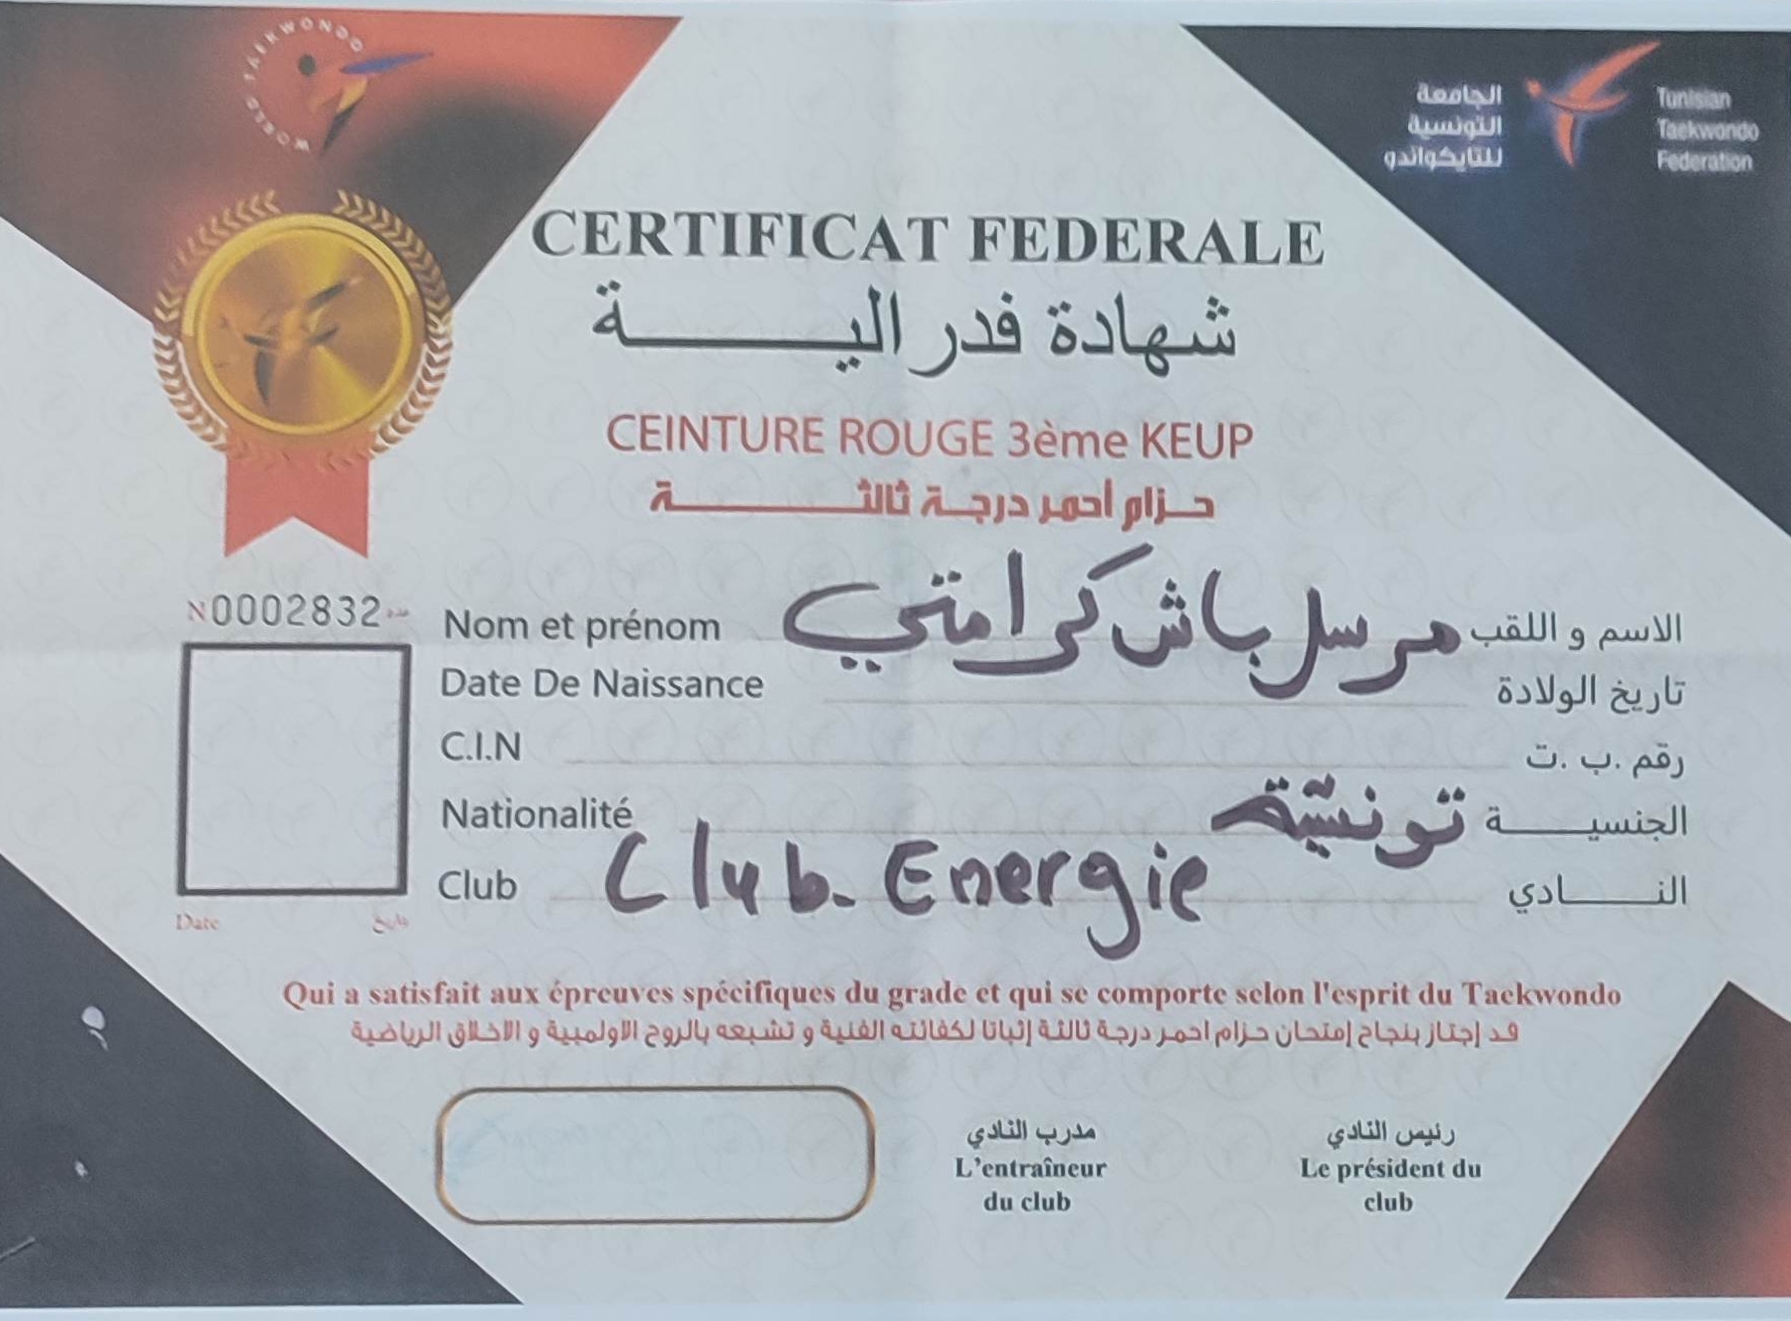 WORLD TAEKWONDO
الجامعة
التونسية
للتايكواندو
Tunisian
Taekwondo
Federation
CERTIFICAT FEDERALE
شهادة فدرالية
CEINTURE ROUGE 3ème KEUP
حزام أحمر درجة ثالثة
N0002832 عدد
Nom et prénom مرسل باش كرامتي الاسم و اللقب
Date De Naissance تاريخ الولادة
C.I.N رقم .ب .ت
Nationalité تونسّية الجنسية
Club Club. Energie النادي
Date تاريخ
Qui a satisfait aux épreuves spécifiques du grade et qui se comporte selon l'esprit du Taekwondo
قد إجتاز بنجاح إمتحان حزام احمر درجة ثالثة إثباتا لكفائته الفنية و تشبعه بالروح الاولمبية و الاخلاق الرياضية
مدرب النادي
L'entraîneur
du club
رئيس النادي
Le président du
club